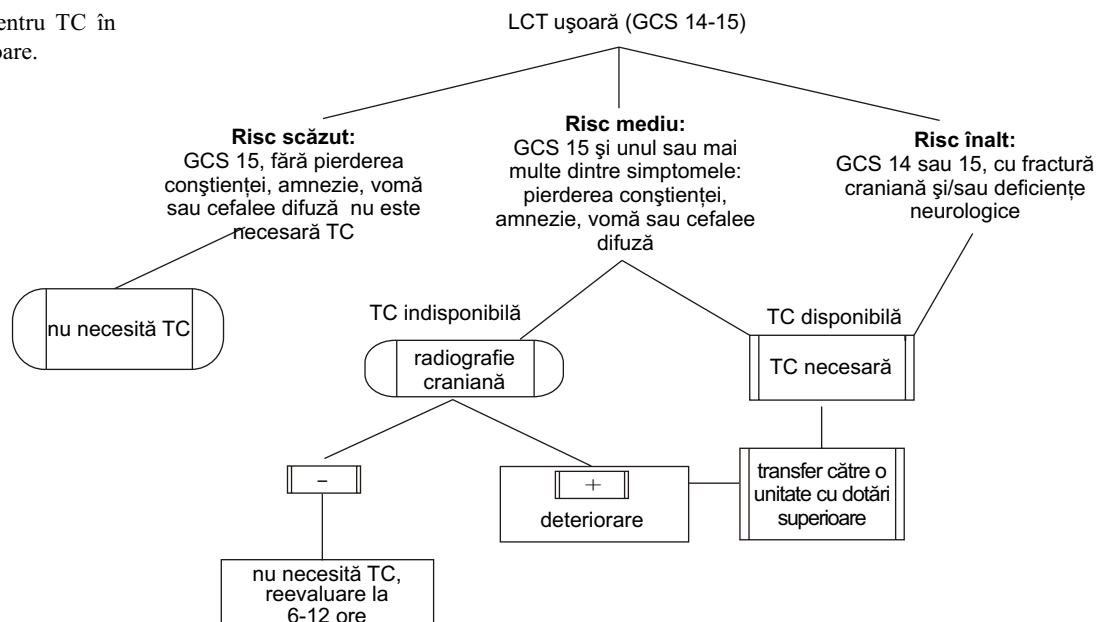 entru TC în
oare.
LCT uşoară (GCS 14-15)
Risc scăzut:
GCS 15, fără pierderea
conştienţei, amnezie, vomă
sau cefalee difuză nu este
necesară TC
Risc mediu:
GCS 15 şi unul sau mai
multe dintre simptomele:
pierderea conştienţei,
amnezie, vomă sau cefalee
difuză
Risc înalt:
GCS 14 sau 15, cu fractură
craniană şi/sau deficienţe
neurologice
nu necesită TC
TC indisponibilă
radiografie
craniană
TC disponibilă
TC necesară
–
+
deteriorare
transfer către o
unitate cu dotări
superioare
nu necesită TC,
reevaluare la
6-12 ore